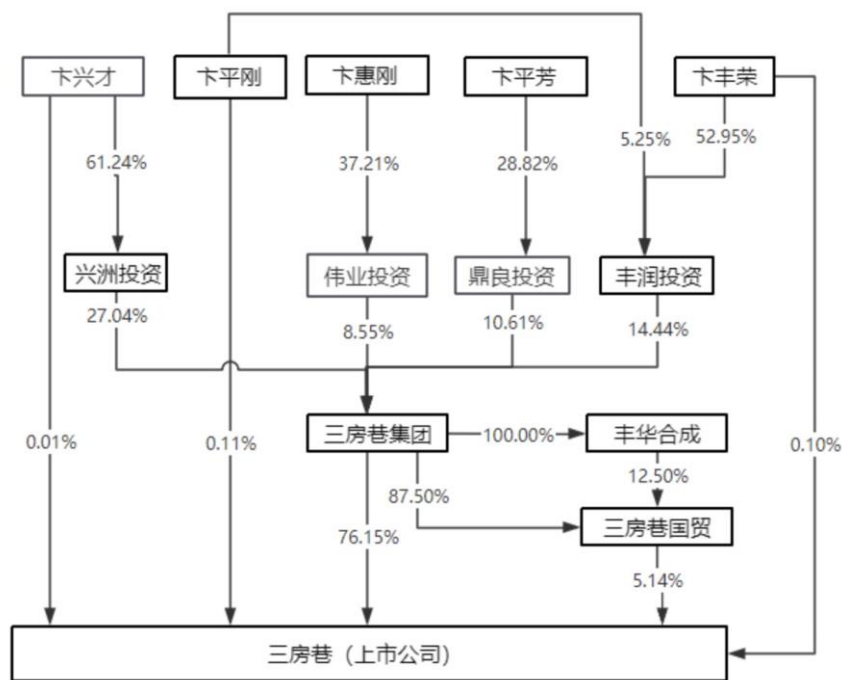 卞兴才
卞平刚
卞惠刚
卞平芳
卞丰荣
5.25%
52.95%
61.24%
37.21%
28.82%
兴洲投资
伟业投资
鼎良投资
丰润投资
27.04%
8.55%
10.61%
14.44%
三房巷集团
100.00%
丰华合成
0.01%
0.11%
0.10%
12.50%
87.50%
三房巷国贸
76.15%
5.14%
三房巷（上市公司）